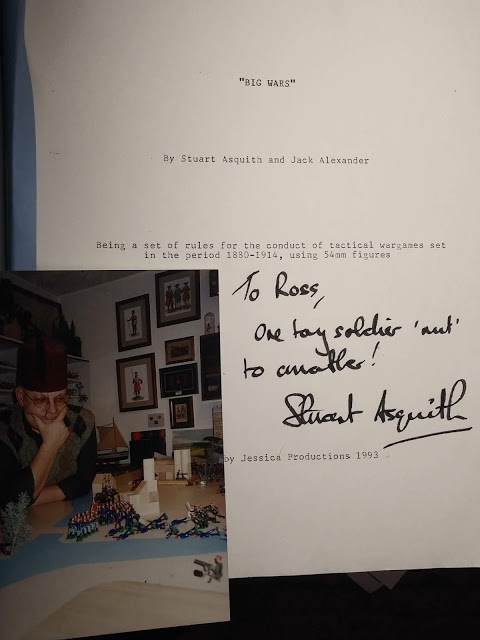 "BIG WARS"
By Stuart Asquith and Jack Alexander
Being a set of rules for the conduct of tactical wargames set
in the period 1880-1914, using 54mm figures
To Ross,
One toy soldier 'nut'
to another!
Stuart Asquith
by Jessica Productions 1993